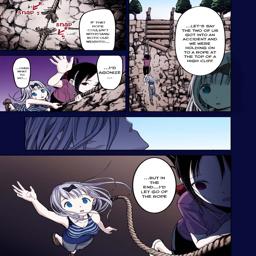 ...LET'S SAY
THE TWO OF US
GOT INTO AN
ACCIDENT AND WE
WERE HOLDING
ON TO A ROPE
AT THE TOP OF
A HIGH CLIFF
SNAP
SNAP
IF THAT
ROPE
COULDN'T
WITHSTAND
BOTH OUR
WEIGHTS...
...I'D
AGONIZE
...BUT IN
THE
END...I'D
LET GO OF
THE ROPE